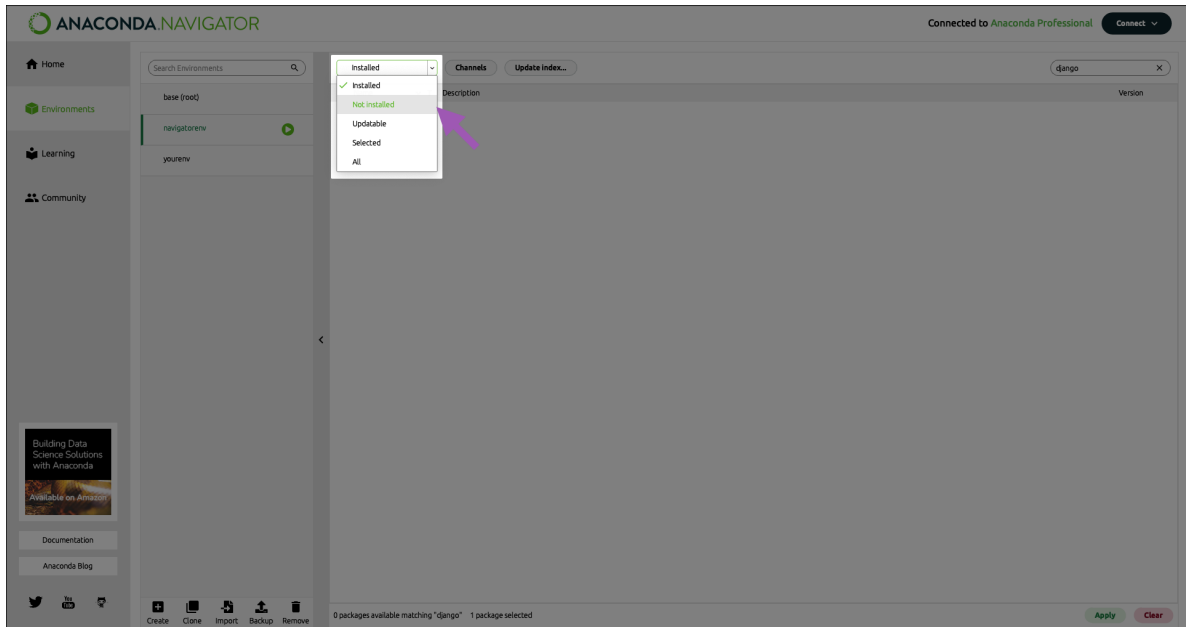 ANACONDA.NAVIGATOR
Connected to Anaconda Professional
Connect
Home
Environments
Learning
Community
Search Environments
base (root)
navigatorenv
yourenv
Installed
Channels
Update index...
django
X
Description
Version
Installed
Not installed
Updatable
Selected
All
Building Data
Science Solutions
with Anaconda
Available on Amazon
Documentation
Anaconda Blog
You
Tube
Create
Clone
Import
Backup
Remove
0 packages available matching "django" 1 package selected
Apply
Clear